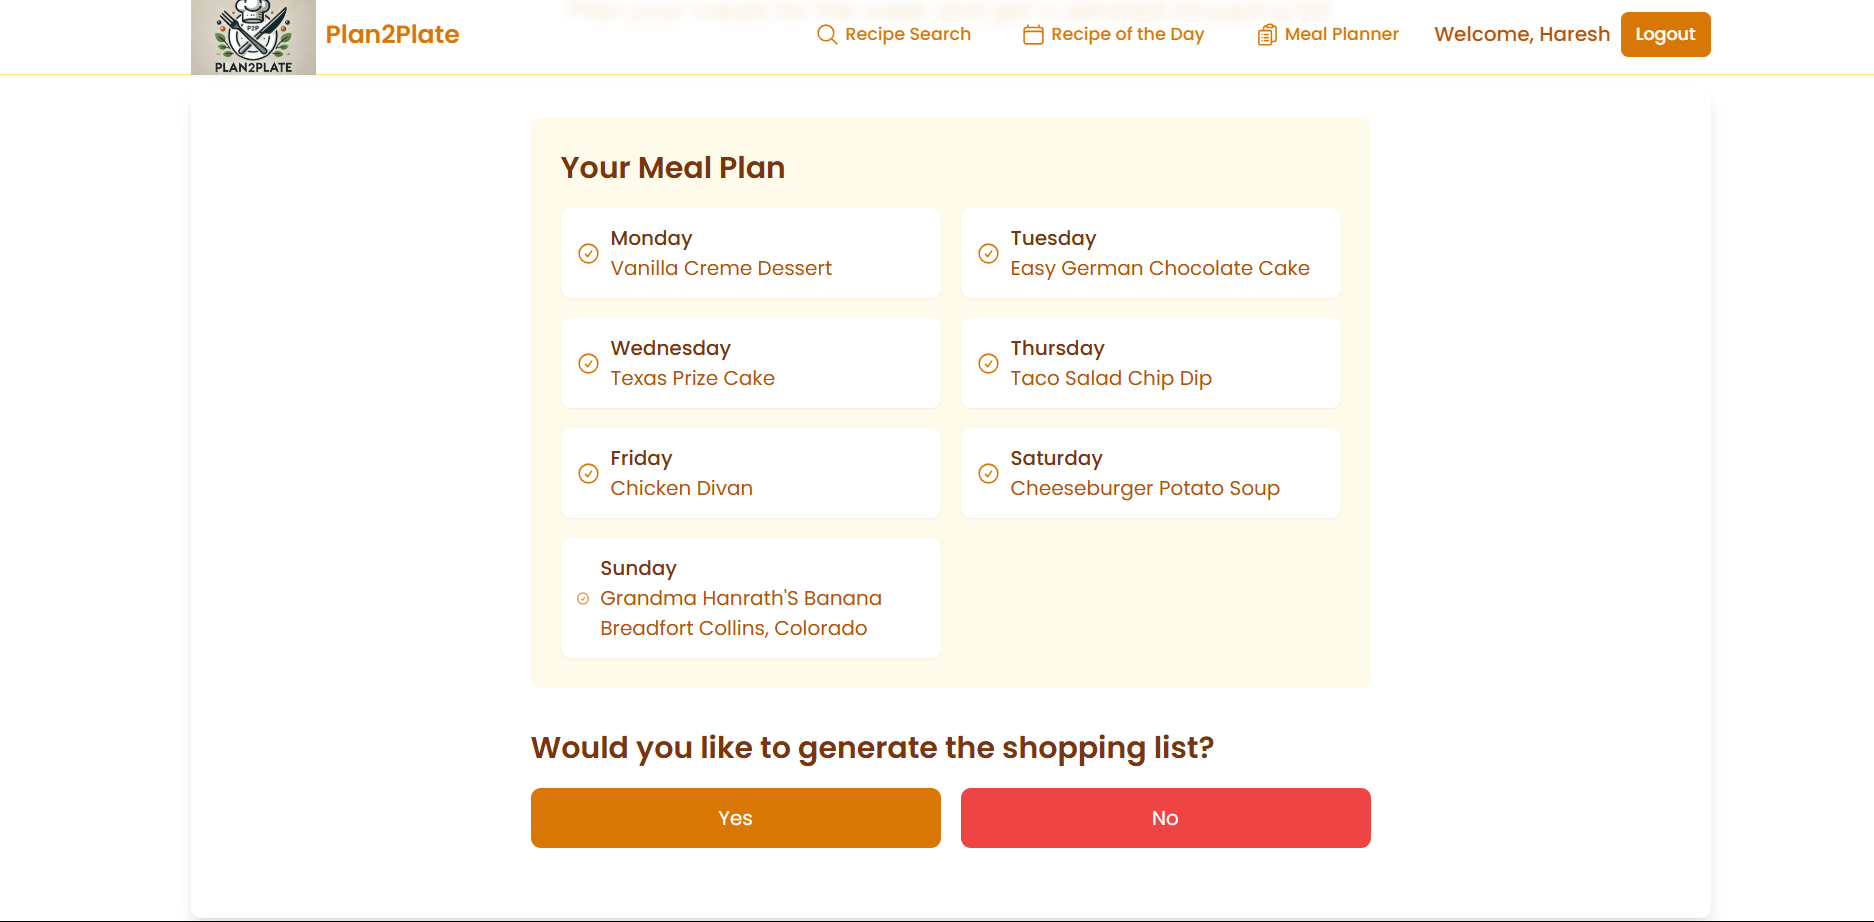 P2P
PLAN2PLATE
Plan2Plate
Recipe Search
Recipe of the Day
Meal Planner
Welcome, Haresh
Logout
Your Meal Plan
Monday
Vanilla Creme Dessert
Tuesday
Easy German Chocolate Cake
Wednesday
Texas Prize Cake
Thursday
Taco Salad Chip Dip
Friday
Chicken Divan
Saturday
Cheeseburger Potato Soup
Sunday
Grandma Hanrath'S Banana
Breadfort Collins, Colorado
Would you like to generate the shopping list?
Yes
No